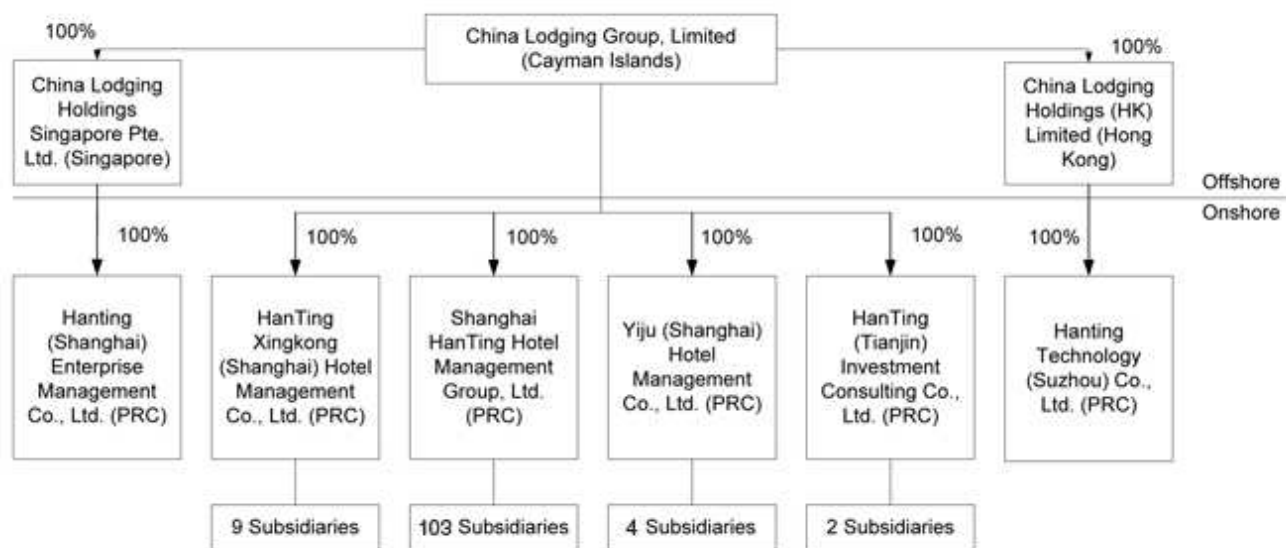 100%
China Lodging Group, Limited
(Cayman Islands)
100%
China Lodging
Holdings
Singapore Pte.
Ltd. (Singapore)
China Lodging
Holdings (HK)
Limited (Hong
Kong)
Offshore
Onshore
100%
100%
100%
100%
100%
100%
Hanting
(Shanghai)
Enterprise
Management
Co., Ltd. (PRC)
HanTing
Xingkong
(Shanghai) Hotel
Management
Co., Ltd. (PRC)
Shanghai
HanTing Hotel
Management
Group, Ltd.
(PRC)
Yiju (Shanghai)
Hotel
Management
Co., Ltd. (PRC)
HanTing
(Tianjin)
Investment
Consulting Co.,
Ltd. (PRC)
Hanting
Technology
(Suzhou) Co.,
Ltd. (PRC)
9 Subsidiaries
103 Subsidiaries
4 Subsidiaries
2 Subsidiaries